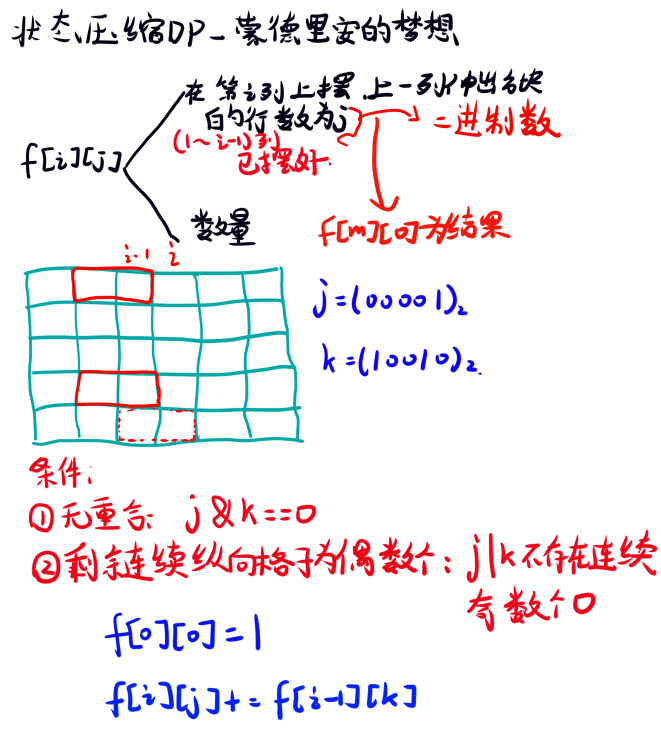 状态压缩DP-蒙德里安的梦想
在第i列上摆,上一列伸出各块
的行数为j → 二进制数
(1~i-1)列
已摆好.
f[i][j]
数量
f[m][0]为结果
i-1 i
j=(00001)₂
k=(10010)₂.
条件:
①无重合: j&k==0
②剩余连续纵向格子为偶数个: j|k不存在连续
奇数个0
f[0][0]=1
f[i][j]+=f[i-1][k]